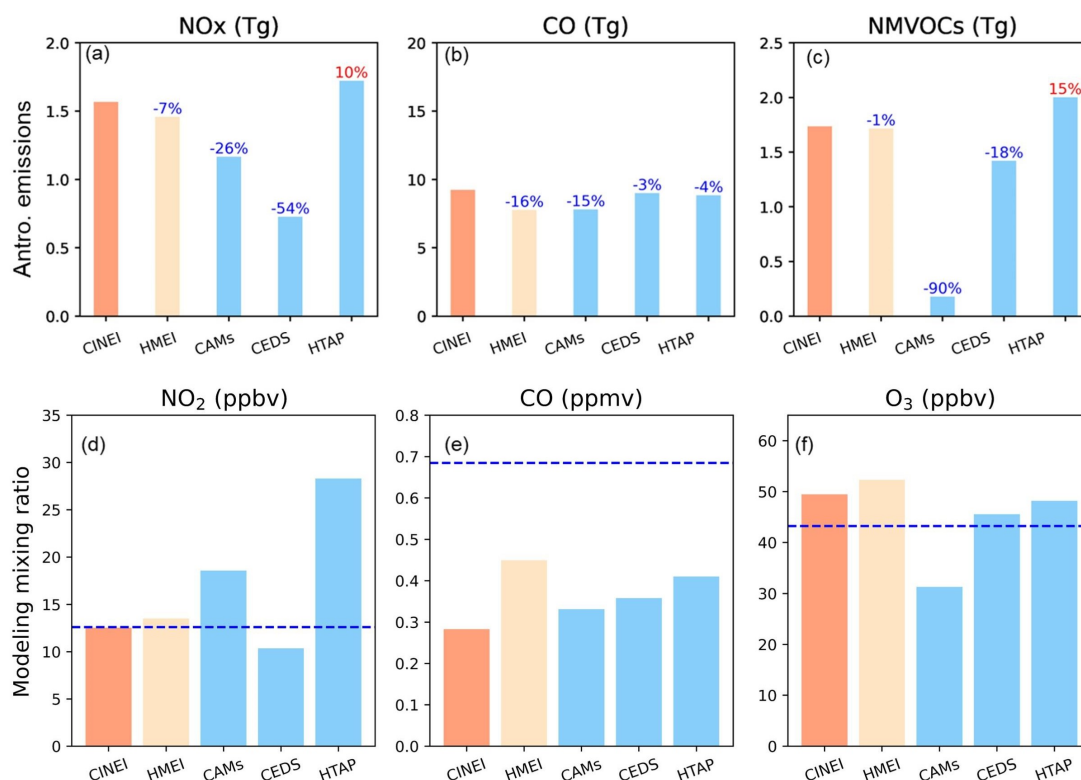 NOx (Tg)
CO (Tg)
NMVOCs (Tg)
Antro. emissions
(a)
2.0
1.5
1.0
0.5
0.0
-7%
-26%
-54%
10%
CINEI
HMEI
CAMs
CEDS
HTAP
(b)
20
15
10
5
0
-16%
-15%
-3%
-4%
CINEI
HMEI
CAMs
CEDS
HTAP
(c)
2.5
2.0
1.5
1.0
0.5
0.0
-1%
-90%
-18%
15%
CINEI
HMEI
CAMs
CEDS
HTAP
NO₂ (ppbv)
CO (ppmv)
O₃ (ppbv)
Modeling mixing ratio
(d)
35
30
25
20
15
10
5
0
CINEI
HMEI
CAMs
CEDS
HTAP
(e)
0.8
0.7
0.6
0.5
0.4
0.3
0.2
0.1
0.0
CINEI
HMEI
CAMs
CEDS
HTAP
(f)
60
50
40
30
20
10
0
CINEI
HMEI
CAMs
CEDS
HTAP